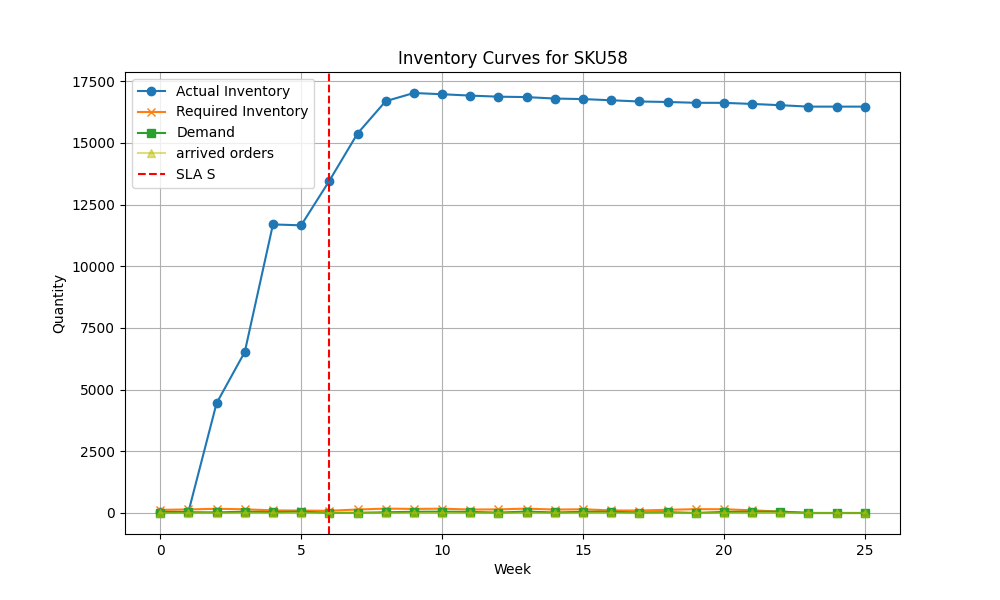 Inventory Curves for SKU58
17500
15000
12500
10000
7500
5000
2500
0
Quantity
Actual Inventory
Required Inventory
Demand
arrived orders
SLA S
0 5 10 15 20 25
Week